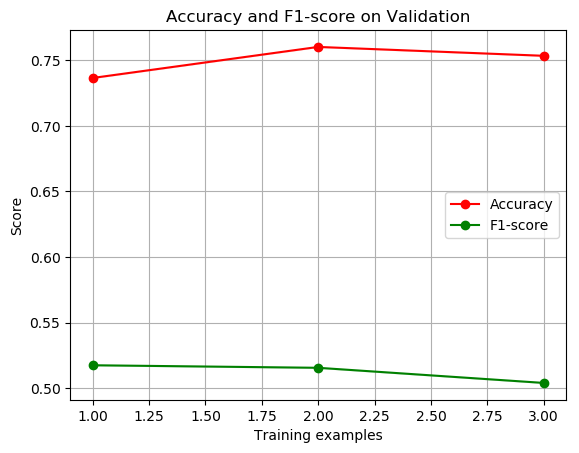 Accuracy and F1-score on Validation
Score
0.75
0.70
0.65
0.60
0.55
0.50
Accuracy
F1-score
1.00 1.25 1.50 1.75 2.00 2.25 2.50 2.75 3.00
Training examples